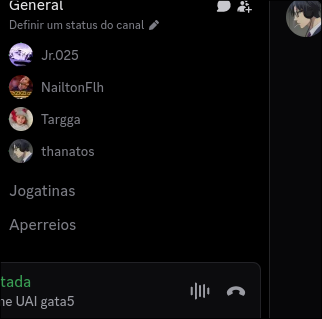 General
Definir um status do canal
Jr.025
NailtonFlh
Targga
thanatos
Jogatinas
Aperreios
tada
ne UAI gata5